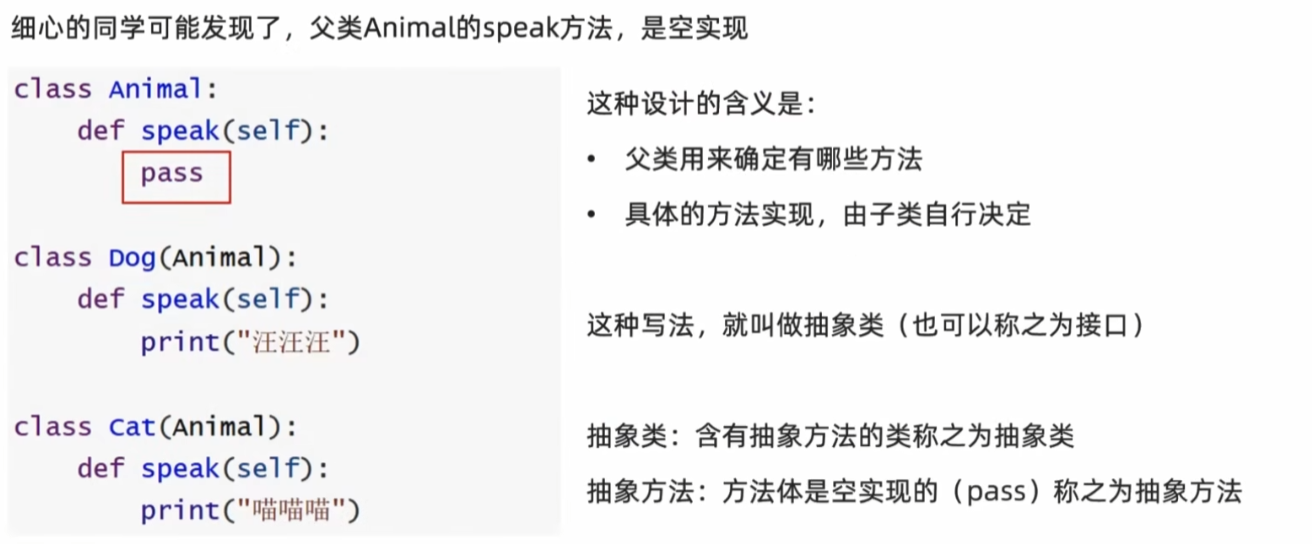 细心的同学可能发现了，父类Animal的speak方法，是空实现
class Animal:
    def speak(self):
        pass
class Dog(Animal):
    def speak(self):
        print("汪汪汪")
class Cat(Animal):
    def speak(self):
        print("喵喵喵")
这种设计的含义是：
• 父类用来确定有哪些方法
• 具体的方法实现，由子类自行决定
这种写法，就叫做抽象类（也可以称之为接口）
抽象类：含有抽象方法的类称之为抽象类
抽象方法：方法体是空实现的（pass）称之为抽象方法